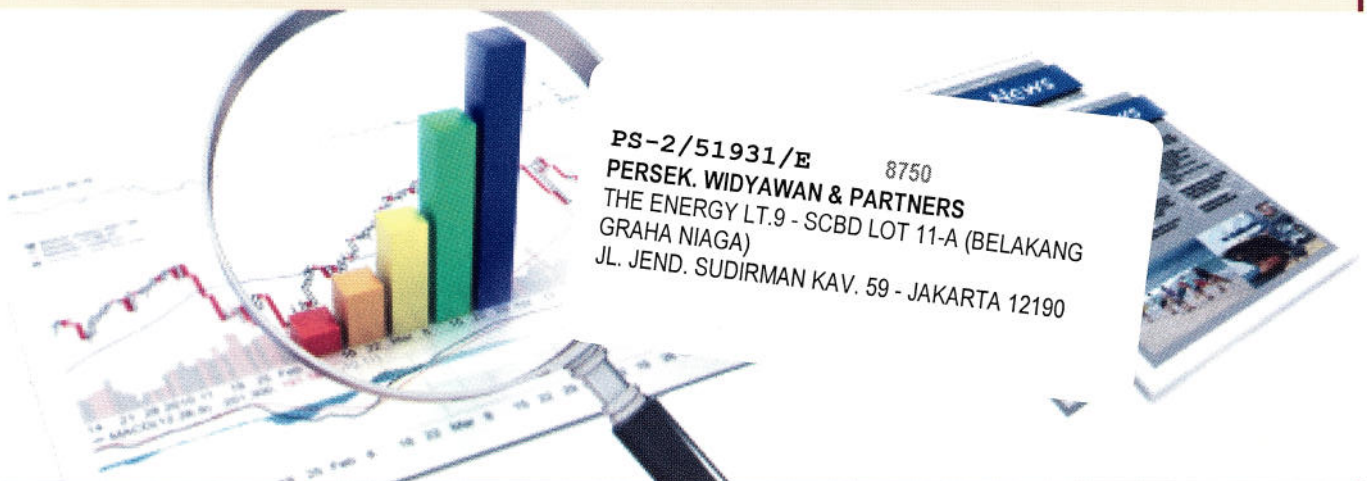 PS-2/51931/E 8750
PERSEK. WIDYAWAN & PARTNERS
THE ENERGY LT.9 - SCBD LOT 11-A (BELAKANG
GRAHA NIAGA)
JL. JEND. SUDIRMAN KAV. 59 - JAKARTA 12190
News